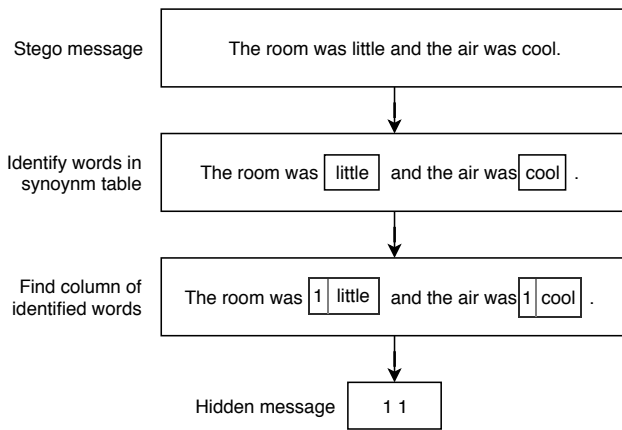 Stego message
The room was little and the air was cool.
Identify words in
synoynm table
The room was little and the air was cool .
Find column of
identified words
The room was 1 little and the air was 1 cool .
Hidden message
1 1